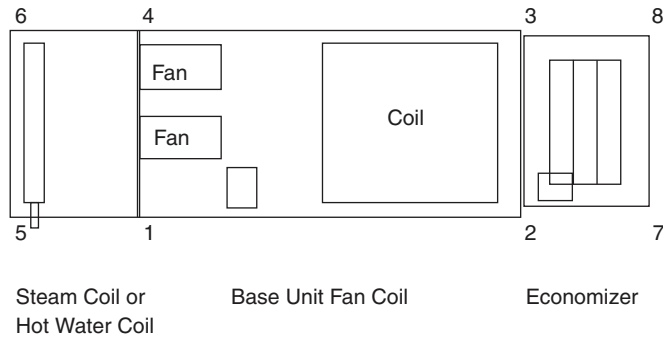 6 4 3 8
Fan
Coil
Fan
5 1 2 7
Steam Coil or Base Unit Fan Coil Economizer
Hot Water Coil